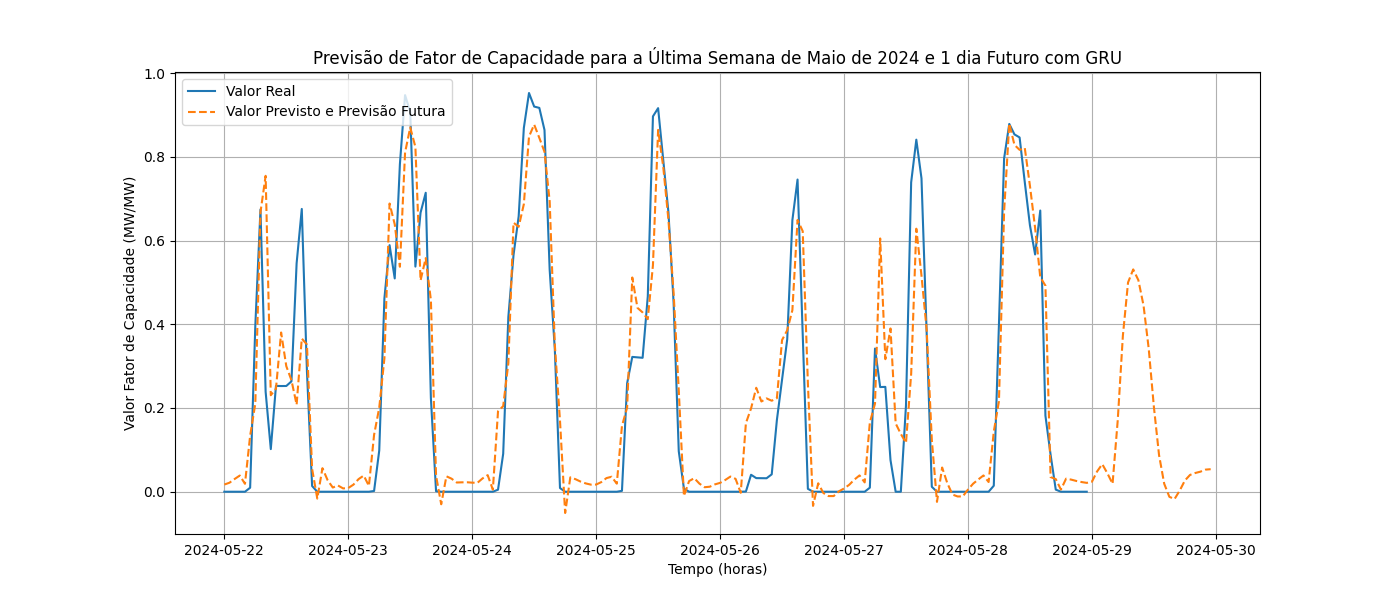 Previsão de Fator de Capacidade para a Última Semana de Maio de 2024 e 1 dia Futuro com GRU
Valor Real
Valor Previsto e Previsão Futura
Valor Fator de Capacidade (MW/MW)
1.0
0.8
0.6
0.4
0.2
0.0
2024-05-22 2024-05-23 2024-05-24 2024-05-25 2024-05-26 2024-05-27 2024-05-28 2024-05-29 2024-05-30
Tempo (horas)